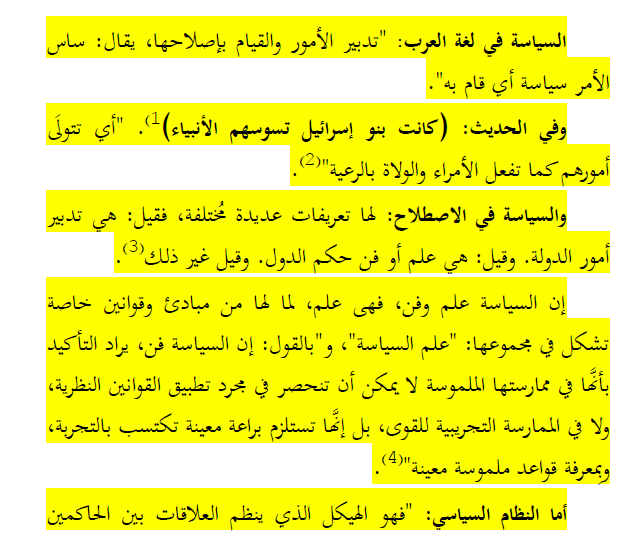 السياسة في لغة العرب: "تدبير الأمور والقيام بإصلاحها، يقال: ساس
الأمر سياسة أي قام به".
وفي الحديث: (كانت بنو إسرائيل تسوسهم الأنبياء)(1). "أي تتولَى
أمورهم كما تفعل الأمراء والولاة بالرعية"(2).
والسياسة في الاصطلاح: لها تعريفات عديدة مُختلفة، فقيل: هي تدبير
أمور الدولة. وقيل: هي علم أو فن حكم الدول. وقيل غير ذلك(3).
إن السياسة علم وفن، فهى علم، لما لها من مبادئ وقوانين خاصة
تشكل في مجموعها: "علم السياسة"، و"بالقول: إن السياسة فن، يراد التأكيد
بأنَّها في ممارستها الملموسة لا يمكن أن تنحصر في مجرد تطبيق القوانين النظرية،
ولا في الممارسة التجريبية للقوى، بل إنَّها تستلزم براعة معينة تكتسب بالتجربة،
وبمعرفة قواعد ملموسة معينة"(4).
أما النظام السياسي: "فهو الهيكل الذي ينظم العلاقات بين الحاكمين